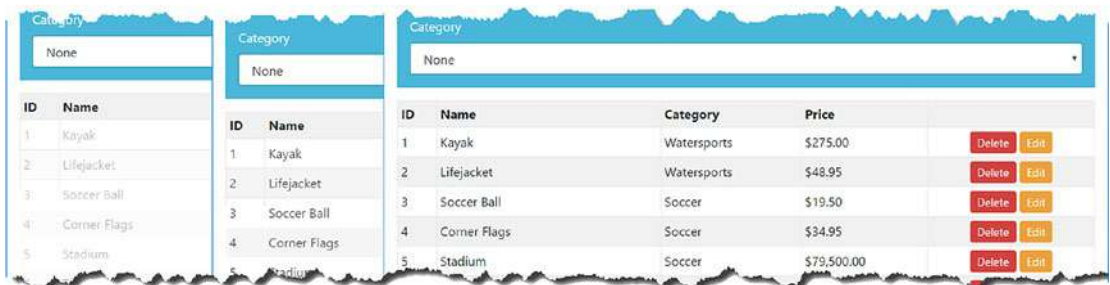 Category
None
ID Name
1 Kayak
2 Lifejacket
3 Soccer Ball
4 Corner Flags
5 Stadium
Category
None
ID Name
1 Kayak
2 Lifejacket
3 Soccer Ball
4 Corner Flags
5 Stadium
Category
None
ID Name Category Price
1 Kayak Watersports $275.00 Delete Edit
2 Lifejacket Watersports $48.95 Delete Edit
3 Soccer Ball Soccer $19.50 Delete Edit
4 Corner Flags Soccer $34.95 Delete Edit
5 Stadium Soccer $79,500.00 Delete Edit